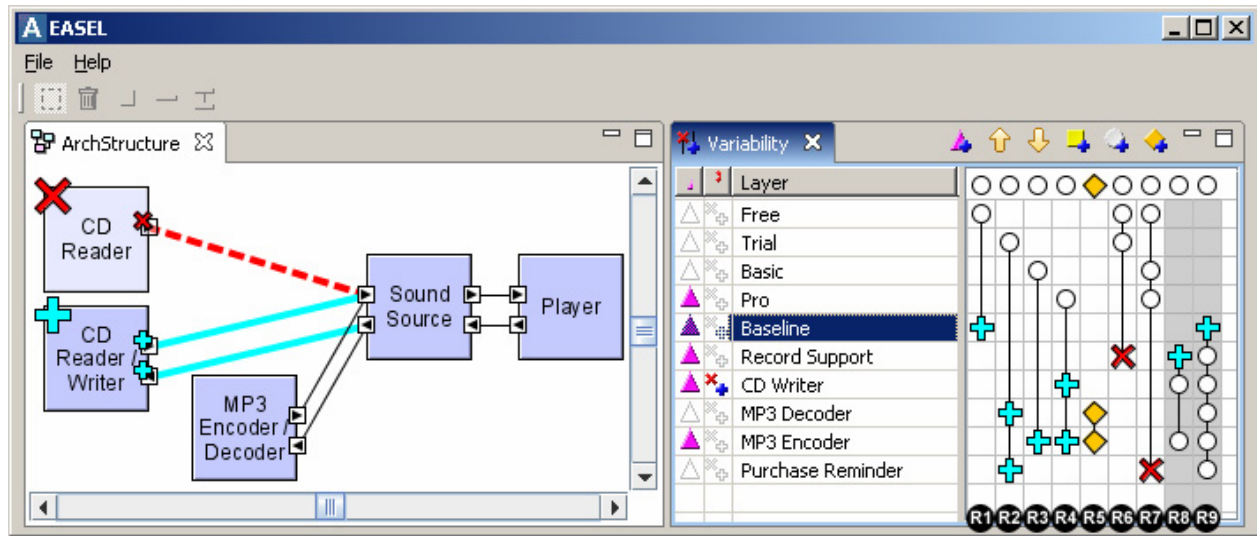 A EASEL
File Help
ArchStructure
CD
Reader
CD
Reader /
Writer
MP3
Encoder /
Decoder
Sound
Source
Player
Variability
Layer
Free
Trial
Basic
Pro
Baseline
Record Support
CD Writer
MP3 Decoder
MP3 Encoder
Purchase Reminder
R1 R2 R3 R4 R5 R6 R7 R8 R9